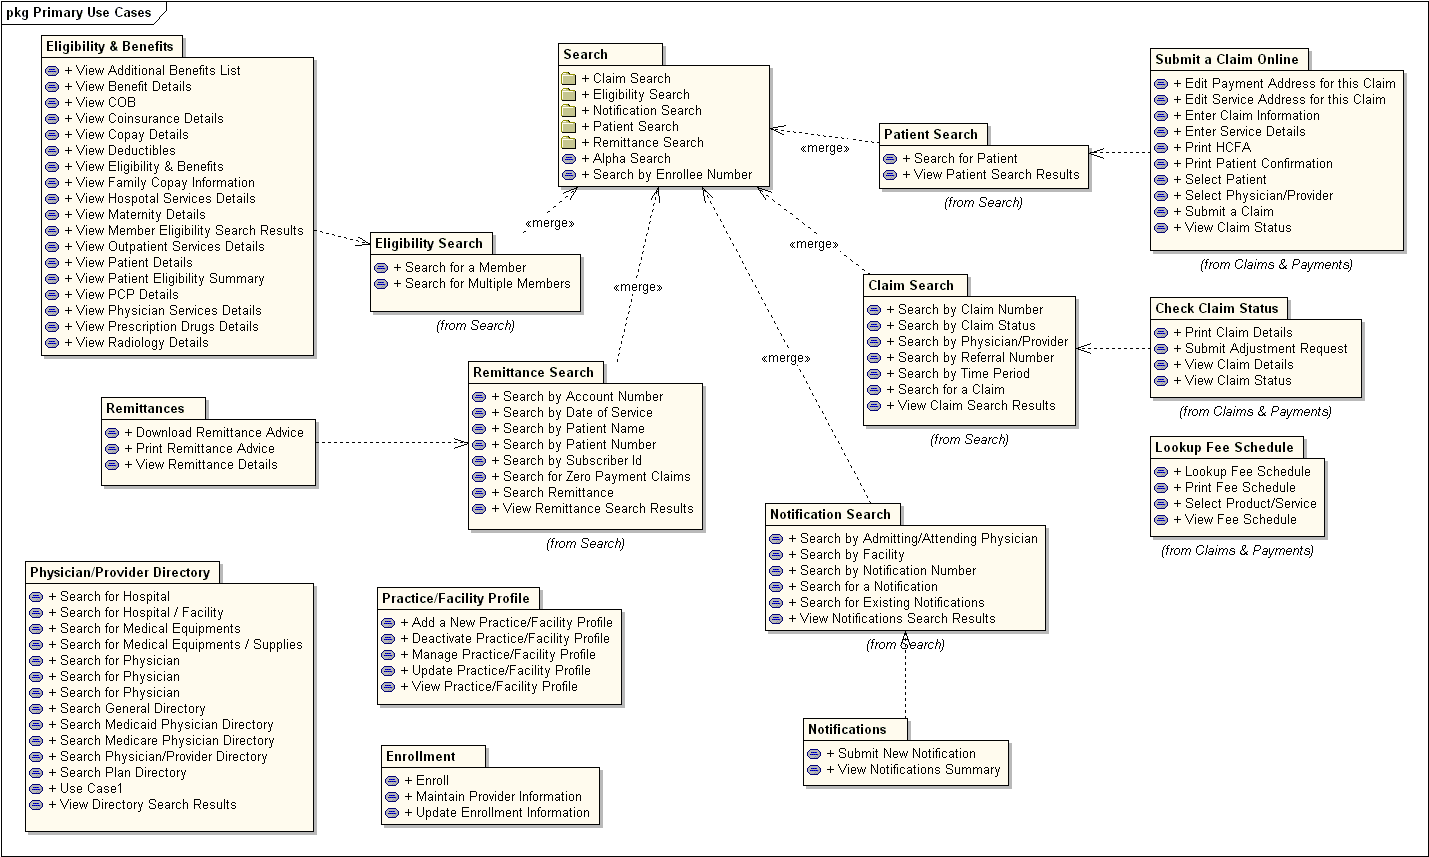 pkg Primary Use Cases
Eligibility & Benefits
+ View Additional Benefits List
+ View Benefit Details
+ View COB
+ View Coinsurance Details
+ View Copay Details
+ View Deductibles
+ View Eligibility & Benefits
+ View Family Copay Information
+ View Hospotal Services Details
+ View Maternity Details
+ View Member Eligibility Search Results
+ View Outpatient Services Details
+ View Patient Details
+ View Patient Eligibility Summary
+ View PCP Details
+ View Physician Services Details
+ View Prescription Drugs Details
+ View Radiology Details
Search
+ Claim Search
+ Eligibility Search
+ Notification Search
+ Patient Search
+ Remittance Search
+ Alpha Search
+ Search by Enrollee Number
«merge»
Patient Search
+ Search for Patient
+ View Patient Search Results
(from Search)
Submit a Claim Online
+ Edit Payment Address for this Claim
+ Edit Service Address for this Claim
+ Enter Claim Information
+ Enter Service Details
+ Print HCFA
+ Print Patient Confirmation
+ Select Patient
+ Select Physician/Provider
+ Submit a Claim
+ View Claim Status
(from Claims & Payments)
«merge»
Eligibility Search
+ Search for a Member
+ Search for Multiple Members
(from Search)
«merge»
«merge»
Claim Search
+ Search by Claim Number
+ Search by Claim Status
+ Search by Physician/Provider
+ Search by Referral Number
+ Search by Time Period
+ Search for a Claim
+ View Claim Search Results
(from Search)
Check Claim Status
+ Print Claim Details
+ Submit Adjustment Request
+ View Claim Details
+ View Claim Status
(from Claims & Payments)
«merge»
Remittance Search
+ Search by Account Number
+ Search by Date of Service
+ Search by Patient Name
+ Search by Patient Number
+ Search by Subscriber Id
+ Search for Zero Payment Claims
+ Search Remittance
+ View Remittance Search Results
(from Search)
Remittances
+ Download Remittance Advice
+ Print Remittance Advice
+ View Remittance Details
Lookup Fee Schedule
+ Lookup Fee Schedule
+ Print Fee Schedule
+ Select Product/Service
+ View Fee Schedule
(from Claims & Payments)
Notification Search
+ Search by Admitting/Attending Physician
+ Search by Facility
+ Search by Notification Number
+ Search for a Notification
+ Search for Existing Notifications
+ View Notifications Search Results
(from Search)
Physician/Provider Directory
+ Search for Hospital
+ Search for Hospital / Facility
+ Search for Medical Equipments
+ Search for Medical Equipments / Supplies
+ Search for Physician
+ Search for Physician
+ Search for Physician
+ Search General Directory
+ Search Medicaid Physician Directory
+ Search Medicare Physician Directory
+ Search Physician/Provider Directory
+ Search Plan Directory
+ Use Case1
+ View Directory Search Results
Practice/Facility Profile
+ Add a New Practice/Facility Profile
+ Deactivate Practice/Facility Profile
+ Manage Practice/Facility Profile
+ Update Practice/Facility Profile
+ View Practice/Facility Profile
Enrollment
+ Enroll
+ Maintain Provider Information
+ Update Enrollment Information
Notifications
+ Submit New Notification
+ View Notifications Summary